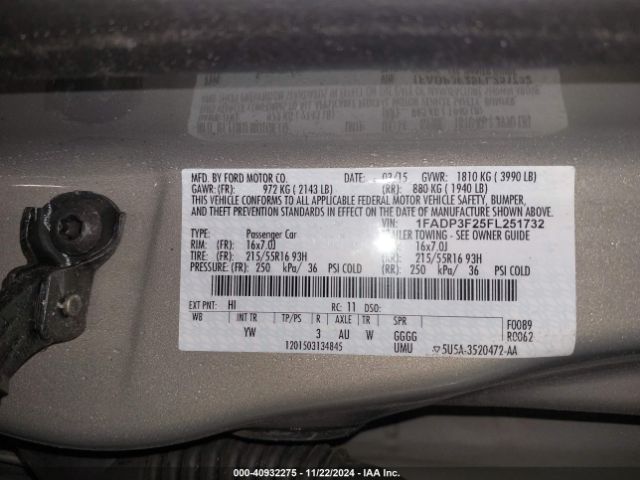 1FADP3F25FL251732
MFD. BY FORD MOTOR CO. DATE: 03/15 GVWR: 1810 KG ( 3990 LB)
GAWR: (FR): 972 KG ( 2143 LB) (RR): 880 KG ( 1940 LB)
THIS VEHICLE CONFORMS TO ALL APPLICABLE FEDERAL MOTOR VEHICLE SAFETY, BUMPER,
AND THEFT PREVENTION STANDARDS IN EFFECT ON THE DATE OF MANUFACTURE SHOWN ABOVE.
VIN: 1FADP3F25FL251732
TYPE: Passenger Car TRAILER TOWING - SEE OWNER GUIDE
RIM: (FR): 16x7.0J (RR): 16x7.0J
TIRE: (FR): 215/55R16 93H (RR): 215/55R16 93H
PRESSURE: (FR): 250 kPa/ 36 PSI COLD (RR): 250 kPa/ 36 PSI COLD
EXT PNT: HI RC: 11 DSO:
WB INT TR TP/PS R AXLE TR SPR F0089
YW 3 AU W GGGG R0062
1201503134845 UMU 5U5A-3520472-AA
000-40932275 - 11/22/2024 - IAA Inc.